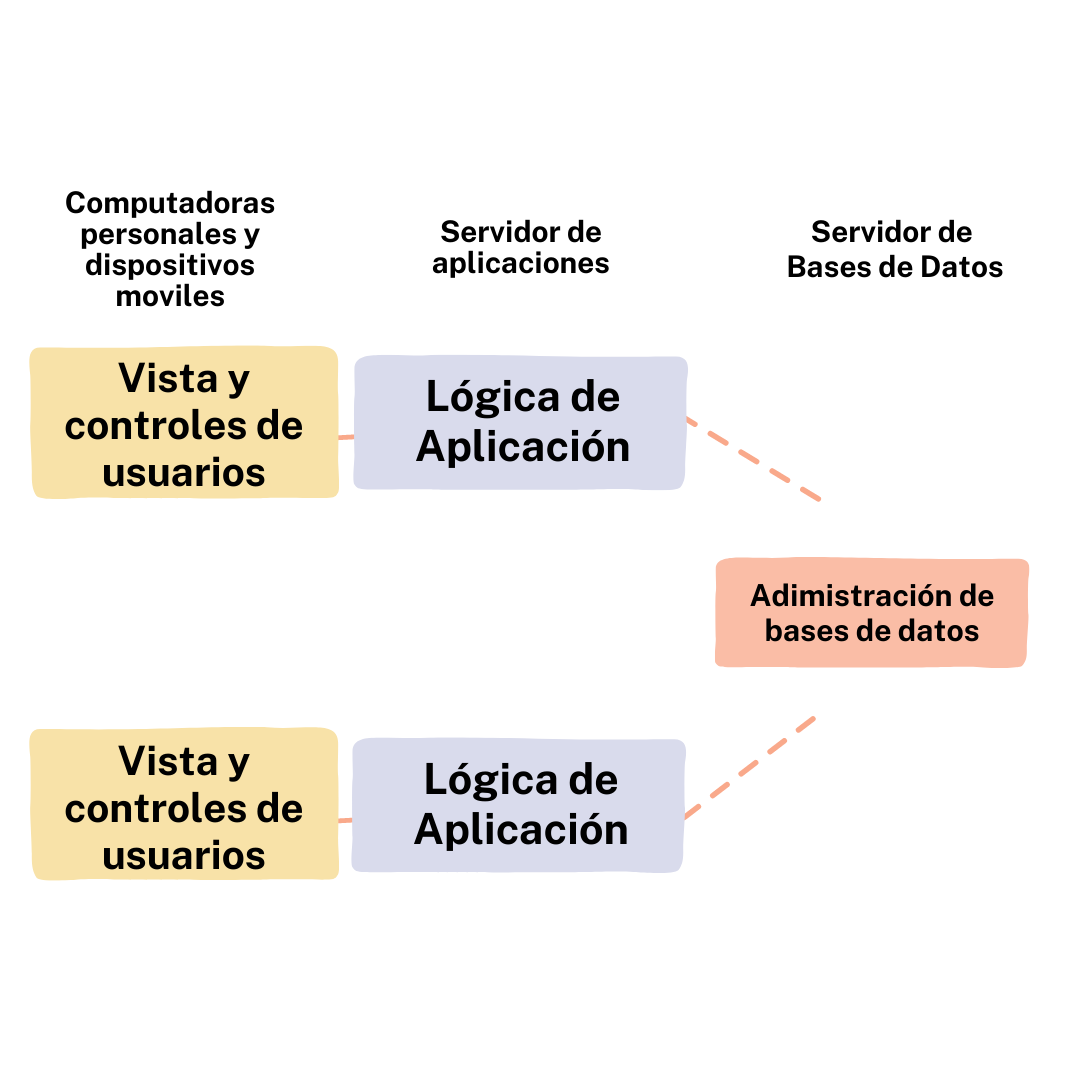 Computadoras
personales y
dispositivos
moviles
Servidor de
aplicaciones
Servidor de
Bases de Datos
Vista y
controles de
usuarios
Lógica de
Aplicación
Adimistración de
bases de datos
Vista y
controles de
usuarios
Lógica de
Aplicación